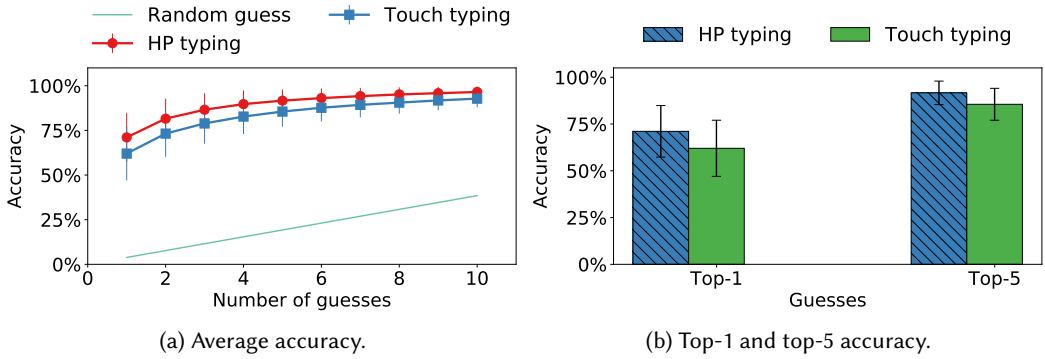 Random guess
Touch typing
HP typing
100%
75%
50%
25%
0%
Accuracy
0 2 4 6 8 10
Number of guesses
(a) Average accuracy.
HP typing
Touch typing
100%
75%
50%
25%
0%
Accuracy
Top-1 Top-5
Guesses
(b) Top-1 and top-5 accuracy.